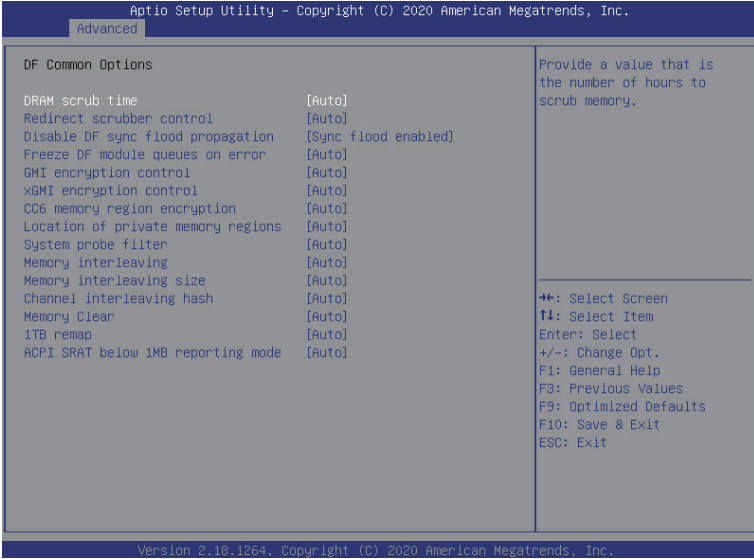 Aptio Setup Utility – Copyright (C) 2020 American Megatrends, Inc.
Advanced
DF Common Options
DRAM scrub time [Auto]
Redirect scrubber control [Auto]
Disable DF sync flood propagation [Sync flood enabled]
Freeze DF module queues on error [Auto]
GMI encryption control [Auto]
xGMI encryption control [Auto]
CC6 memory region encryption [Auto]
Location of private memory regions [Auto]
System probe filter [Auto]
Memory interleaving [Auto]
Memory interleaving size [Auto]
Channel interleaving hash [Auto]
Memory Clear [Auto]
1TB remap [Auto]
ACPI SRAT below 1MB reporting mode [Auto]
Provide a value that is
the number of hours to
scrub memory.
→←: Select Screen
↑↓: Select Item
Enter: Select
+/-: Change Opt.
F1: General Help
F3: Previous Values
F9: Optimized Defaults
F10: Save & Exit
ESC: Exit
Version 2.18.1264. Copyright (C) 2020 American Megatrends, Inc.